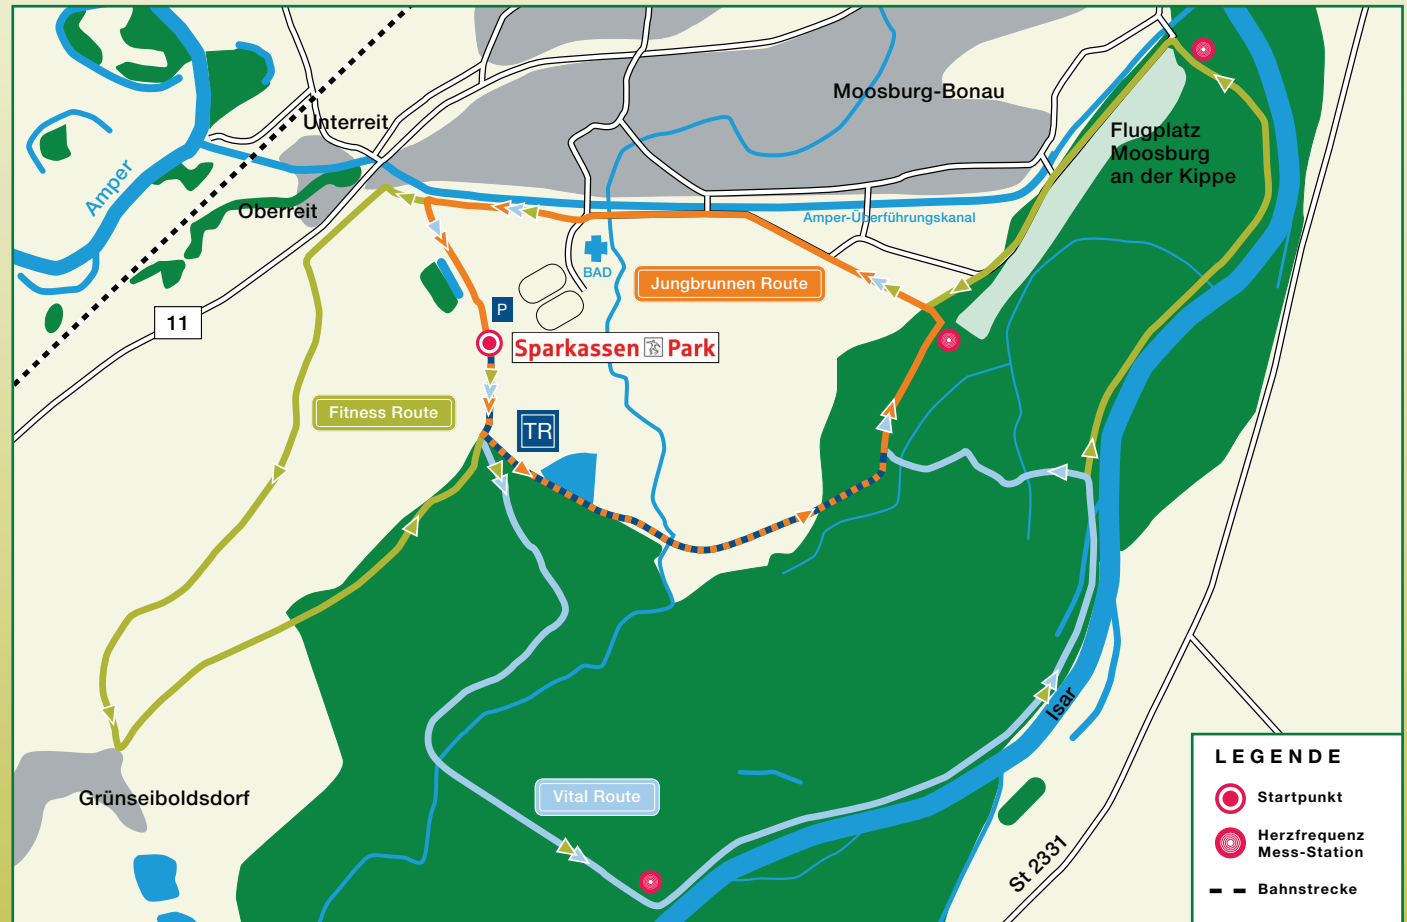 Moosburg-Bonau
Unterreit
Flugplatz
Moosburg
an der Kippe
Amper
Oberreit
Amper-Überführungskanal
BAD
Jungbrunnen Route
P
11
Sparkassen Park
Fitness Route
TR
Isar
Grünseiboldsdorf
Vital Route
St 2331
LEGENDE
Startpunkt
Herzfrequenz
Mess-Station
Bahnstrecke